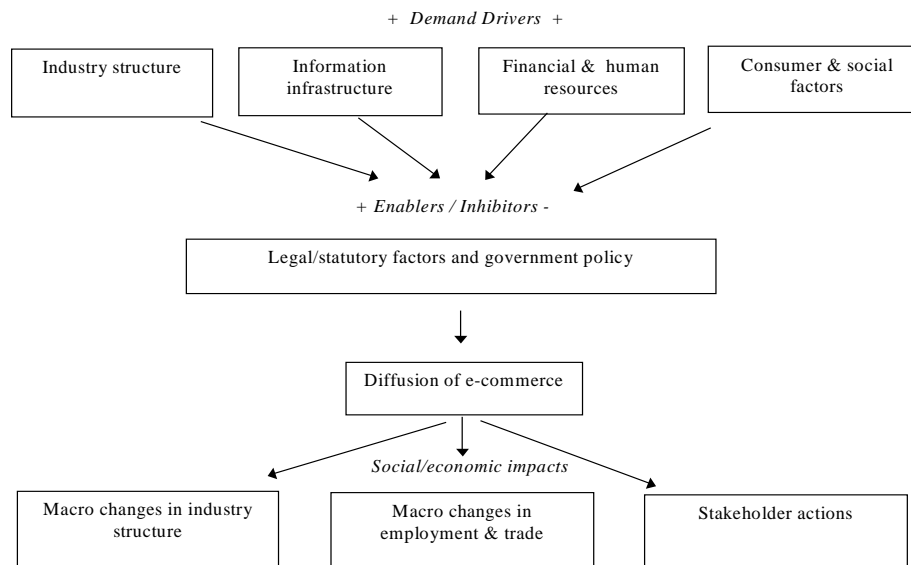 + Demand Drivers +
Industry structure
Information
infrastructure
Financial & human
resources
Consumer & social
factors
+ Enablers / Inhibitors -
Legal/statutory factors and government policy
Diffusion of e-commerce
Social/economic impacts
Macro changes in industry
structure
Macro changes in
employment & trade
Stakeholder actions